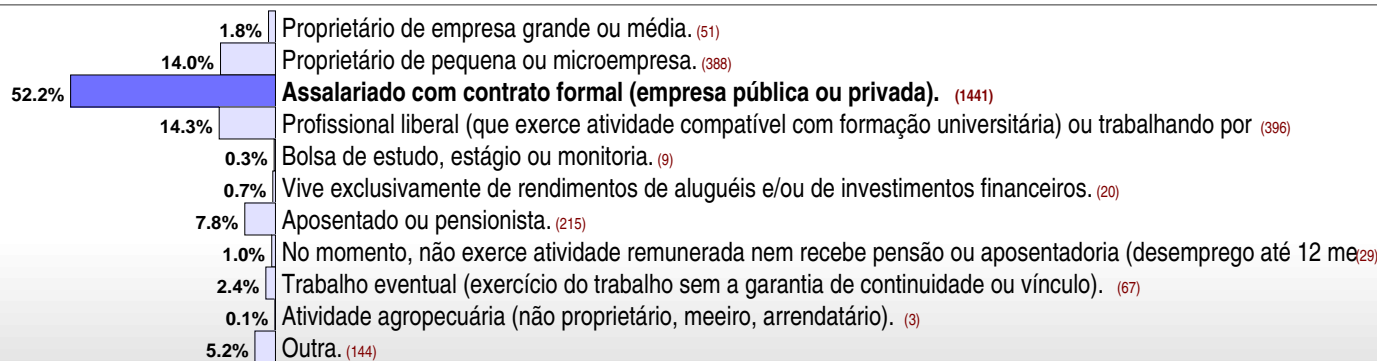 1.8% Proprietário de empresa grande ou média. (51)
14.0% Proprietário de pequena ou microempresa. (388)
52.2% Assalariado com contrato formal (empresa pública ou privada). (1441)
14.3% Profissional liberal (que exerce atividade compatível com formação universitária) ou trabalhando por (396)
0.3% Bolsa de estudo, estágio ou monitoria. (9)
0.7% Vive exclusivamente de rendimentos de aluguéis e/ou de investimentos financeiros. (20)
7.8% Aposentado ou pensionista. (215)
1.0% No momento, não exerce atividade remunerada nem recebe pensão ou aposentadoria (desemprego até 12 me(29)
2.4% Trabalho eventual (exercício do trabalho sem a garantia de continuidade ou vínculo). (67)
0.1% Atividade agropecuária (não proprietário, meeiro, arrendatário). (3)
5.2% Outra. (144)